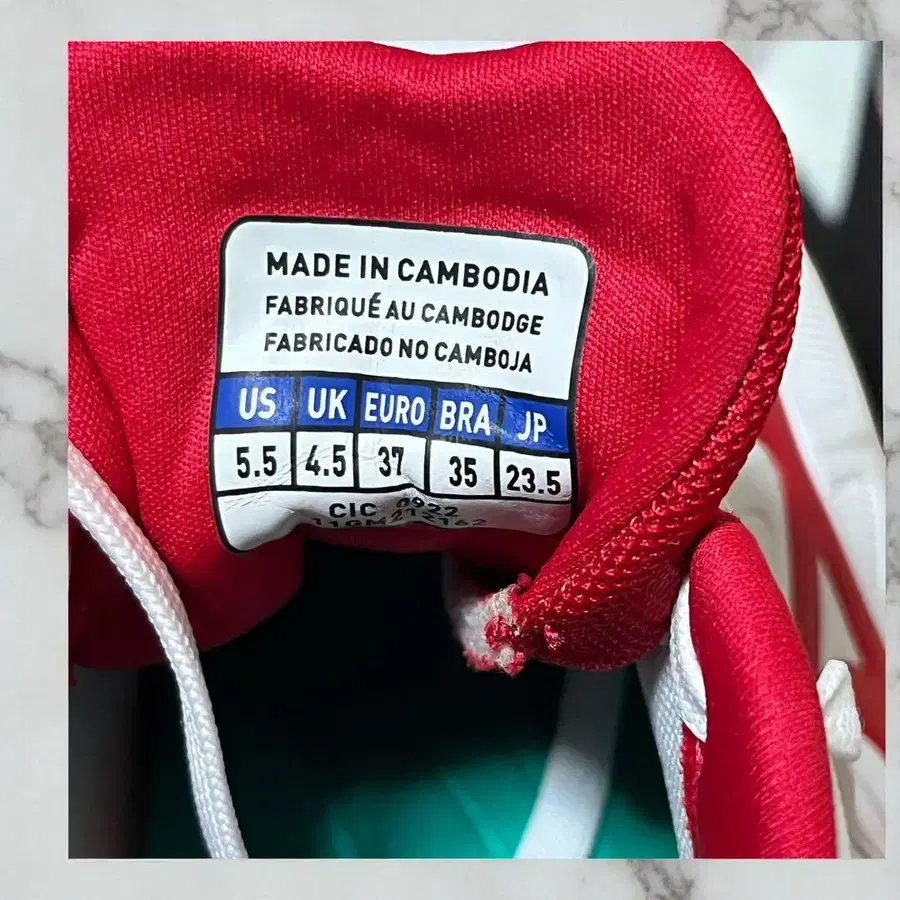 MADE IN CAMBODIA
FABRIQUÉ AU CAMBODGE
FABRICADO NO CAMBOJA
US UK EURO BRA JP
5.5 4.5 37 35 23.5
CIC 0922